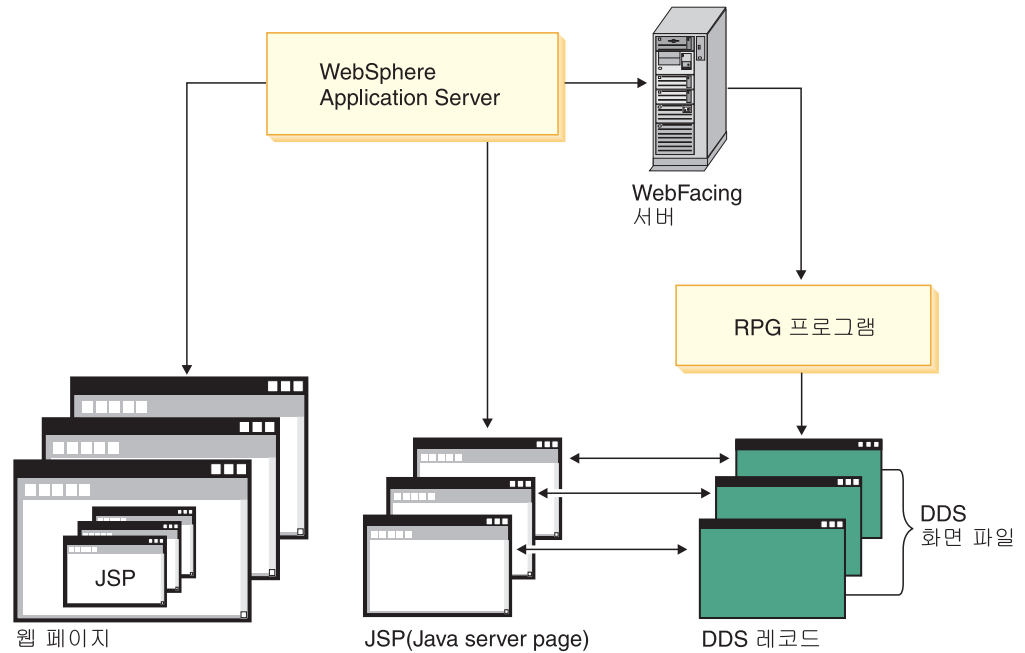 WebSphere
Application Server
WebFacing
서버
RPG 프로그램
DDS
화면 파일
JSP
웹 페이지
JSP(Java server page)
DDS 레코드